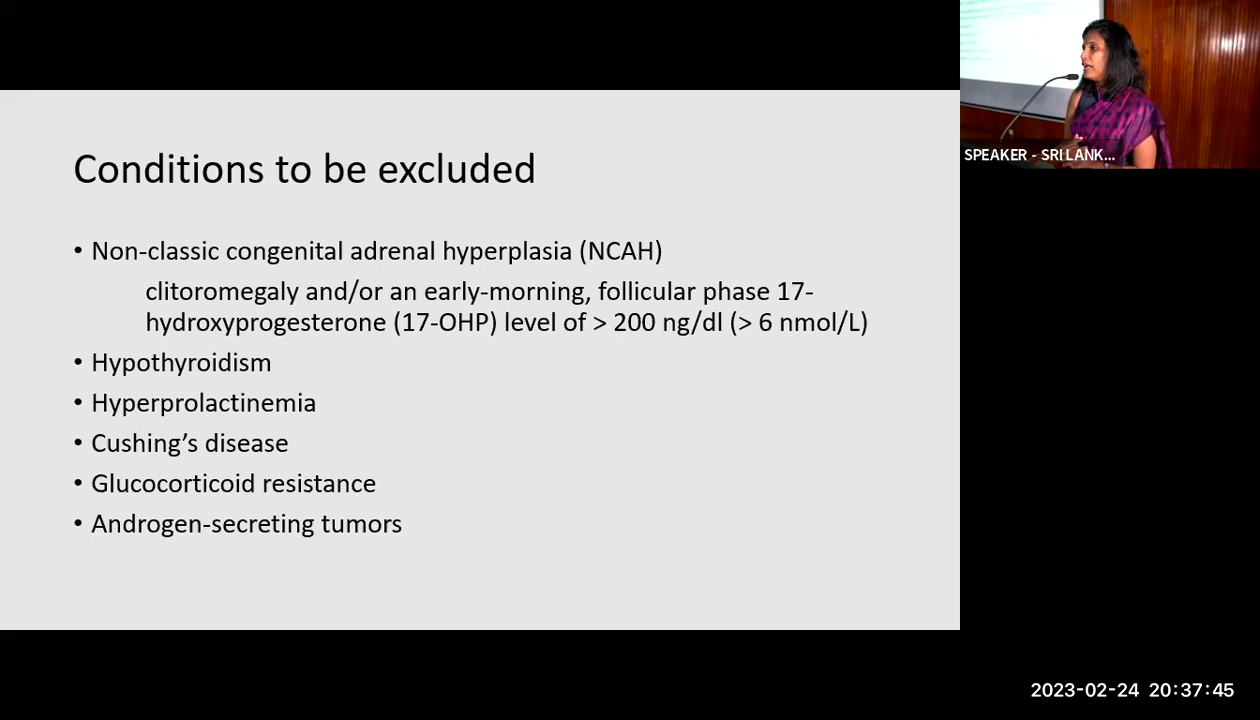 Conditions to be excluded
• Non-classic congenital adrenal hyperplasia (NCAH)
clitoromegaly and/or an early-morning, follicular phase 17-
hydroxyprogesterone (17-OHP) level of > 200 ng/dl (> 6 nmol/L)
• Hypothyroidism
• Hyperprolactinemia
• Cushing’s disease
• Glucocorticoid resistance
• Androgen-secreting tumors
SPEAKER - SRI LANK...
2023-02-24 20:37:45